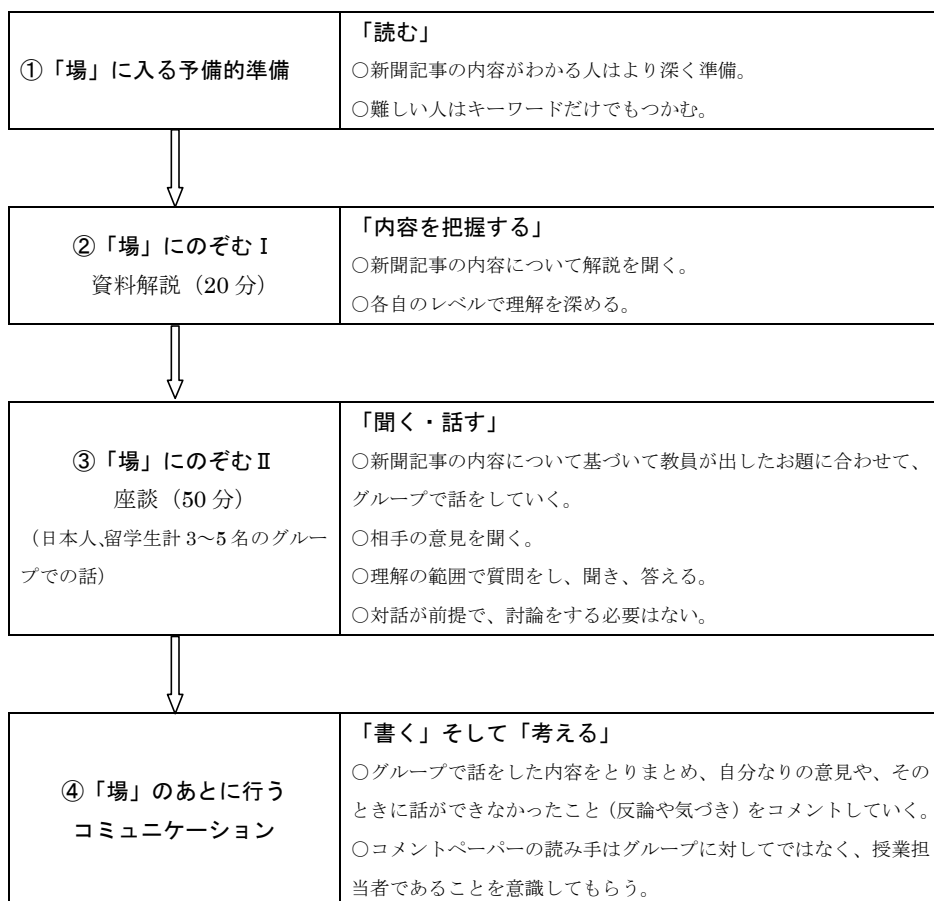 ①「場」に入る予備的準備
「読む」
○新聞記事の内容がわかる人はより深く準備。
○難しい人はキーワードだけでもつかむ。
②「場」にのぞむⅠ
資料解説（20 分）
「内容を把握する」
○新聞記事の内容について解説を聞く。
○各自のレベルで理解を深める。
③「場」にのぞむⅡ
座談（50 分）
（日本人、留学生計 3～5 名のグルー
プでの話）
「聞く・話す」
○新聞記事の内容について基づいて教員が出したお題に合わせて、
グループで話をしていく。
○相手の意見を聞く。
○理解の範囲で質問をし、聞き、答える。
○対話が前提で、討論をする必要はない。
④「場」のあとに行う
コミュニケーション
「書く」そして「考える」
○グループで話をした内容をとりまとめ、自分なりの意見や、その
ときに話ができなかったこと（反論や気づき）をコメントしていく。
○コメントペーパーの読み手はグループに対してではなく、授業担
当者であることを意識してもらう。